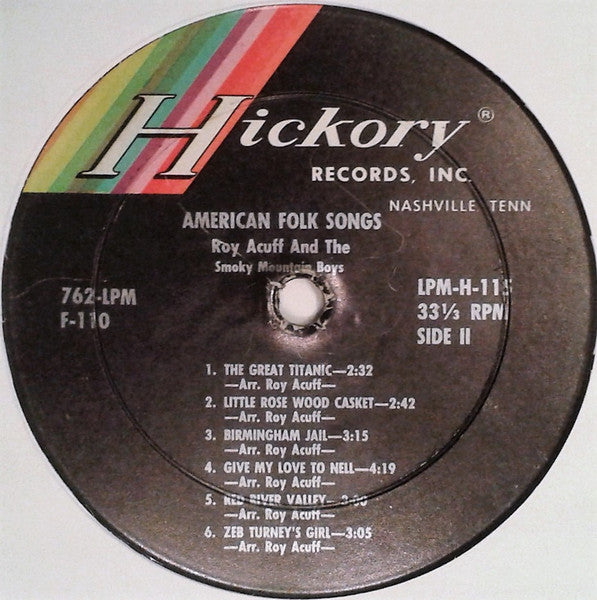 Hickory®
RECORDS, INC.
NASHVILLE TENN
AMERICAN FOLK SONGS
Roy Acuff And The
Smoky Mountain Boys
762-LPM
F-110
LPM-H-115
33⅓ RPM
SIDE II
1. THE GREAT TITANIC—2:32
—Arr. Roy Acuff—
2. LITTLE ROSE WOOD CASKET—2:42
—Arr. Roy Acuff—
3. BIRMINGHAM JAIL—3:15
—Arr. Roy Acuff—
4. GIVE MY LOVE TO NELL—4:19
—Arr. Roy Acuff—
5. RED RIVER VALLEY—
—Arr. Roy Acuff—
6. ZEB TURNEY'S GIRL—3:05
—Arr. Roy Acuff—